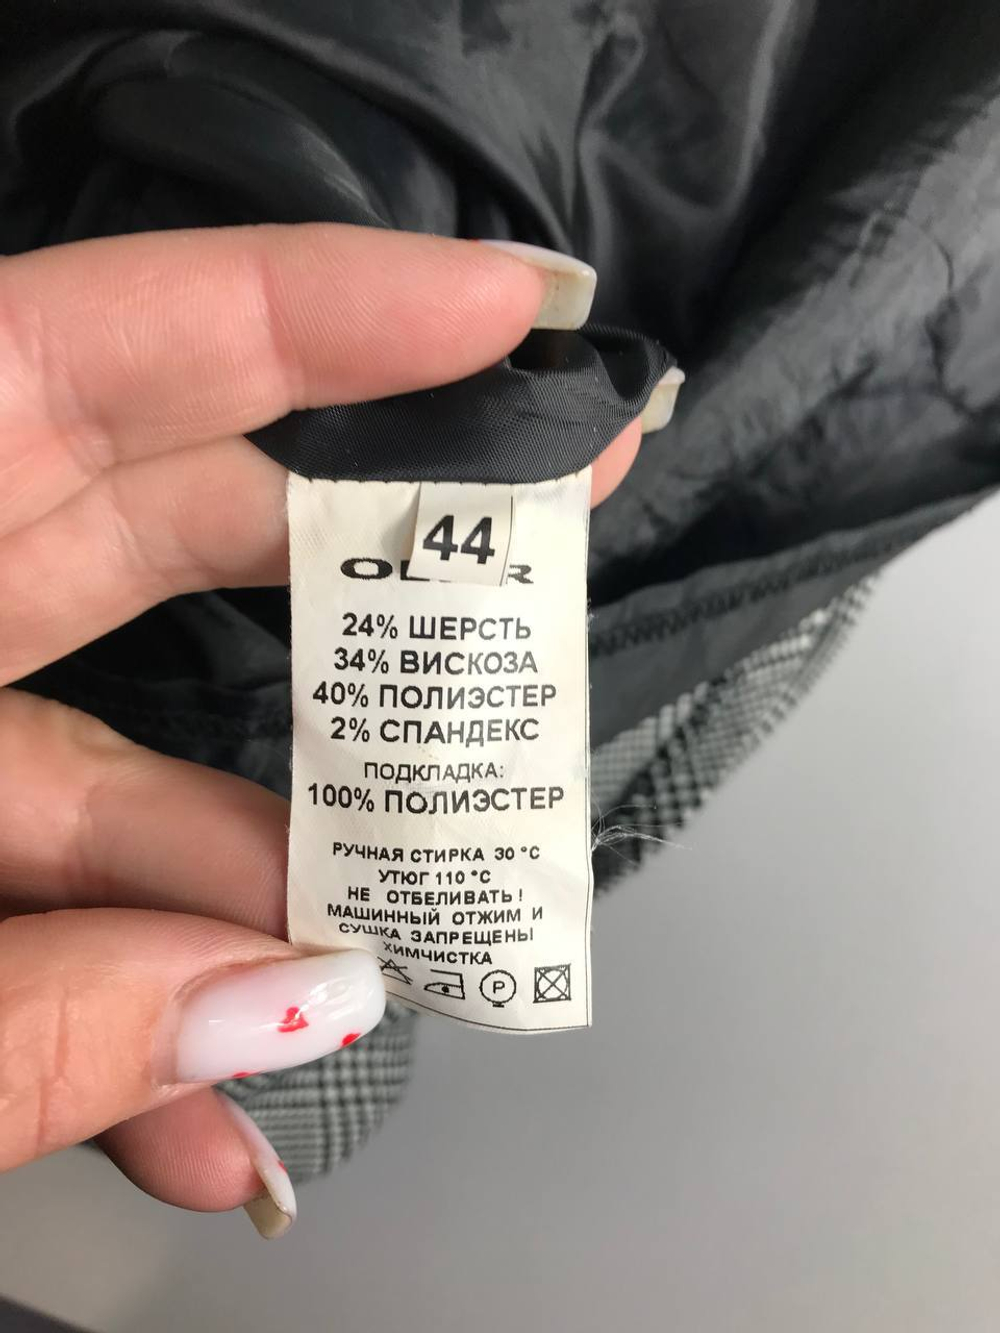 44
24% ШЕРСТЬ
34% ВИСКОЗА
40% ПОЛИЭСТЕР
2% СПАНДЕКС
ПОДКЛАДКА:
100% ПОЛИЭСТЕР
РУЧНАЯ СТИРКА 30 °С
УТЮГ 110 °С
НЕ ОТБЕЛИВАТЬ!
МАШИННЫЙ ОТЖИМ И
СУШКА ЗАПРЕЩЕНЫ
ХИМЧИСТКА
P